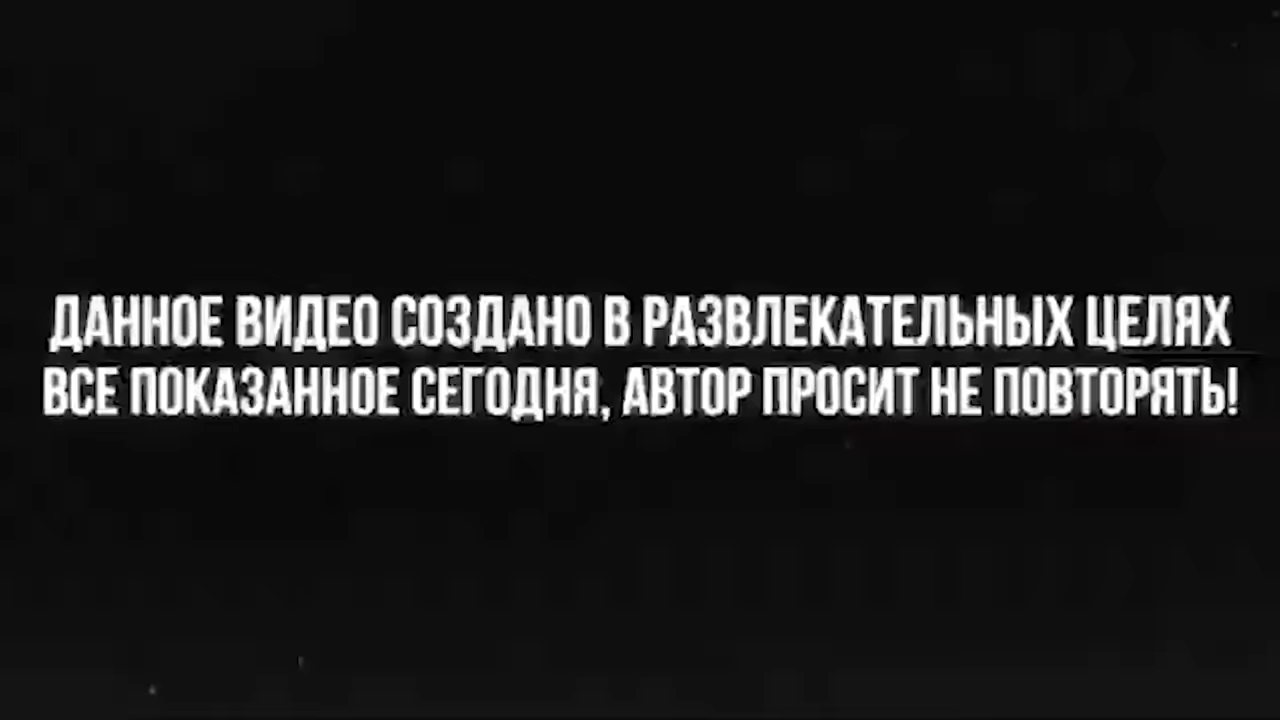 ДАННОЕ ВИДЕО СОЗДАНО В РАЗВЛЕКАТЕЛЬНЫХ ЦЕЛЯХ
ВСЕ ПОКАЗАННОЕ СЕГОДНЯ, АВТОР ПРОСИТ НЕ ПОВТОРЯТЬ!